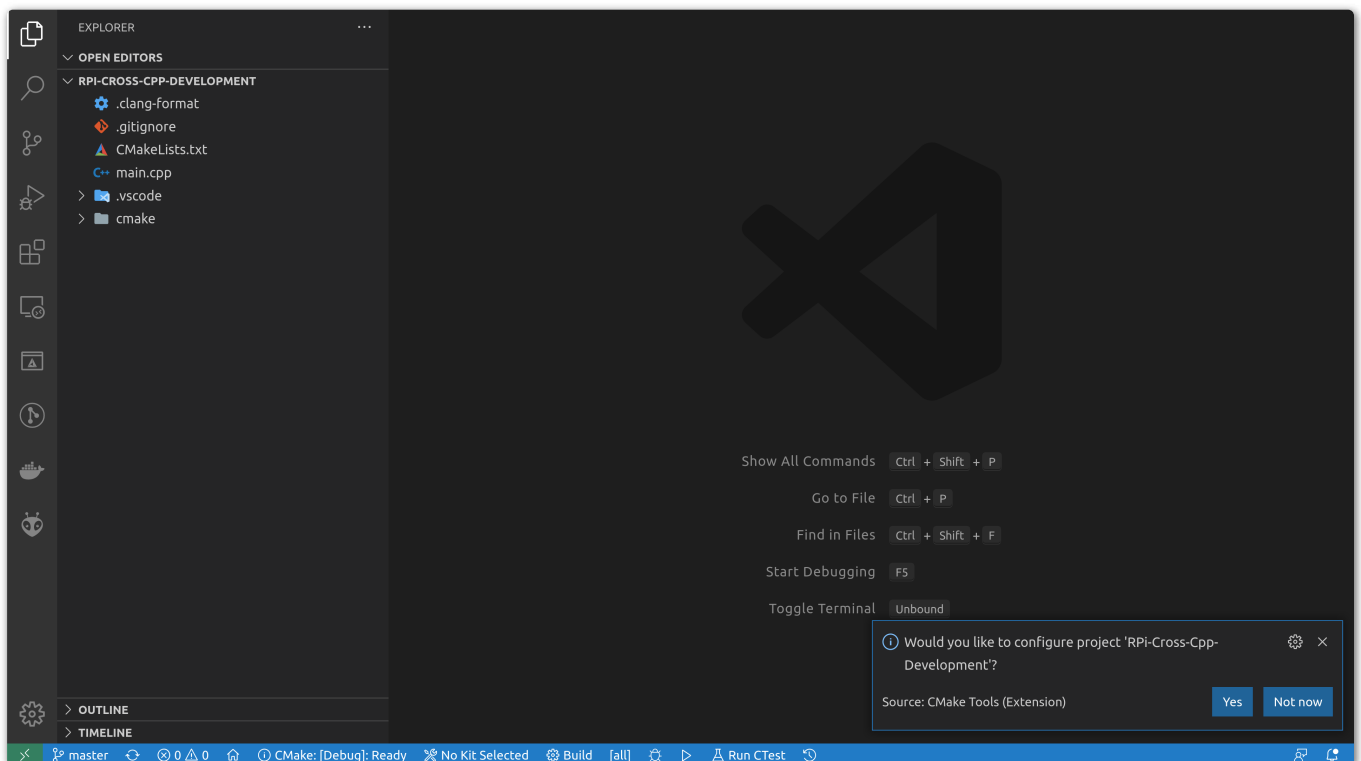 EXPLORER
OPEN EDITORS
RPI-CROSS-CPP-DEVELOPMENT
.clang-format
.gitignore
CMakeLists.txt
C++ main.cpp
.vscode
cmake
OUTLINE
TIMELINE
Show All Commands Ctrl + Shift + P
Go to File Ctrl + P
Find in Files Ctrl + Shift + F
Start Debugging F5
Toggle Terminal Unbound
Would you like to configure project 'RPi-Cross-Cpp-
Development'?
Source: CMake Tools (Extension) Yes Not now
master 0 0 CMake: [Debug]: Ready No Kit Selected Build [all] Run CTest